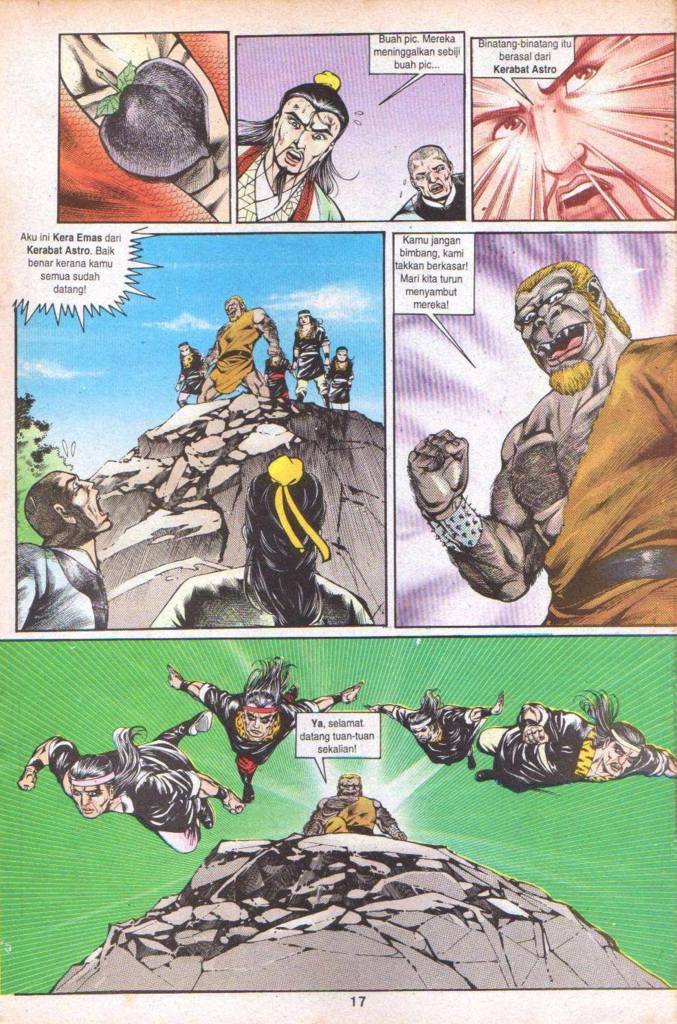 Buah pic. Mereka
meninggalkan sebiji
buah pic...
Binatang-binatang itu
berasal dari
Kerabat Astro
Aku ini Kera Emas dari
Kerabat Astro. Baik
benar kerana kamu
semua sudah
datang!
Kamu jangan
bimbang, kami
takkan berkasar!
Mari kita turun
menyambut
mereka!
Ya, selamat
datang tuan-tuan
sekalian!
17